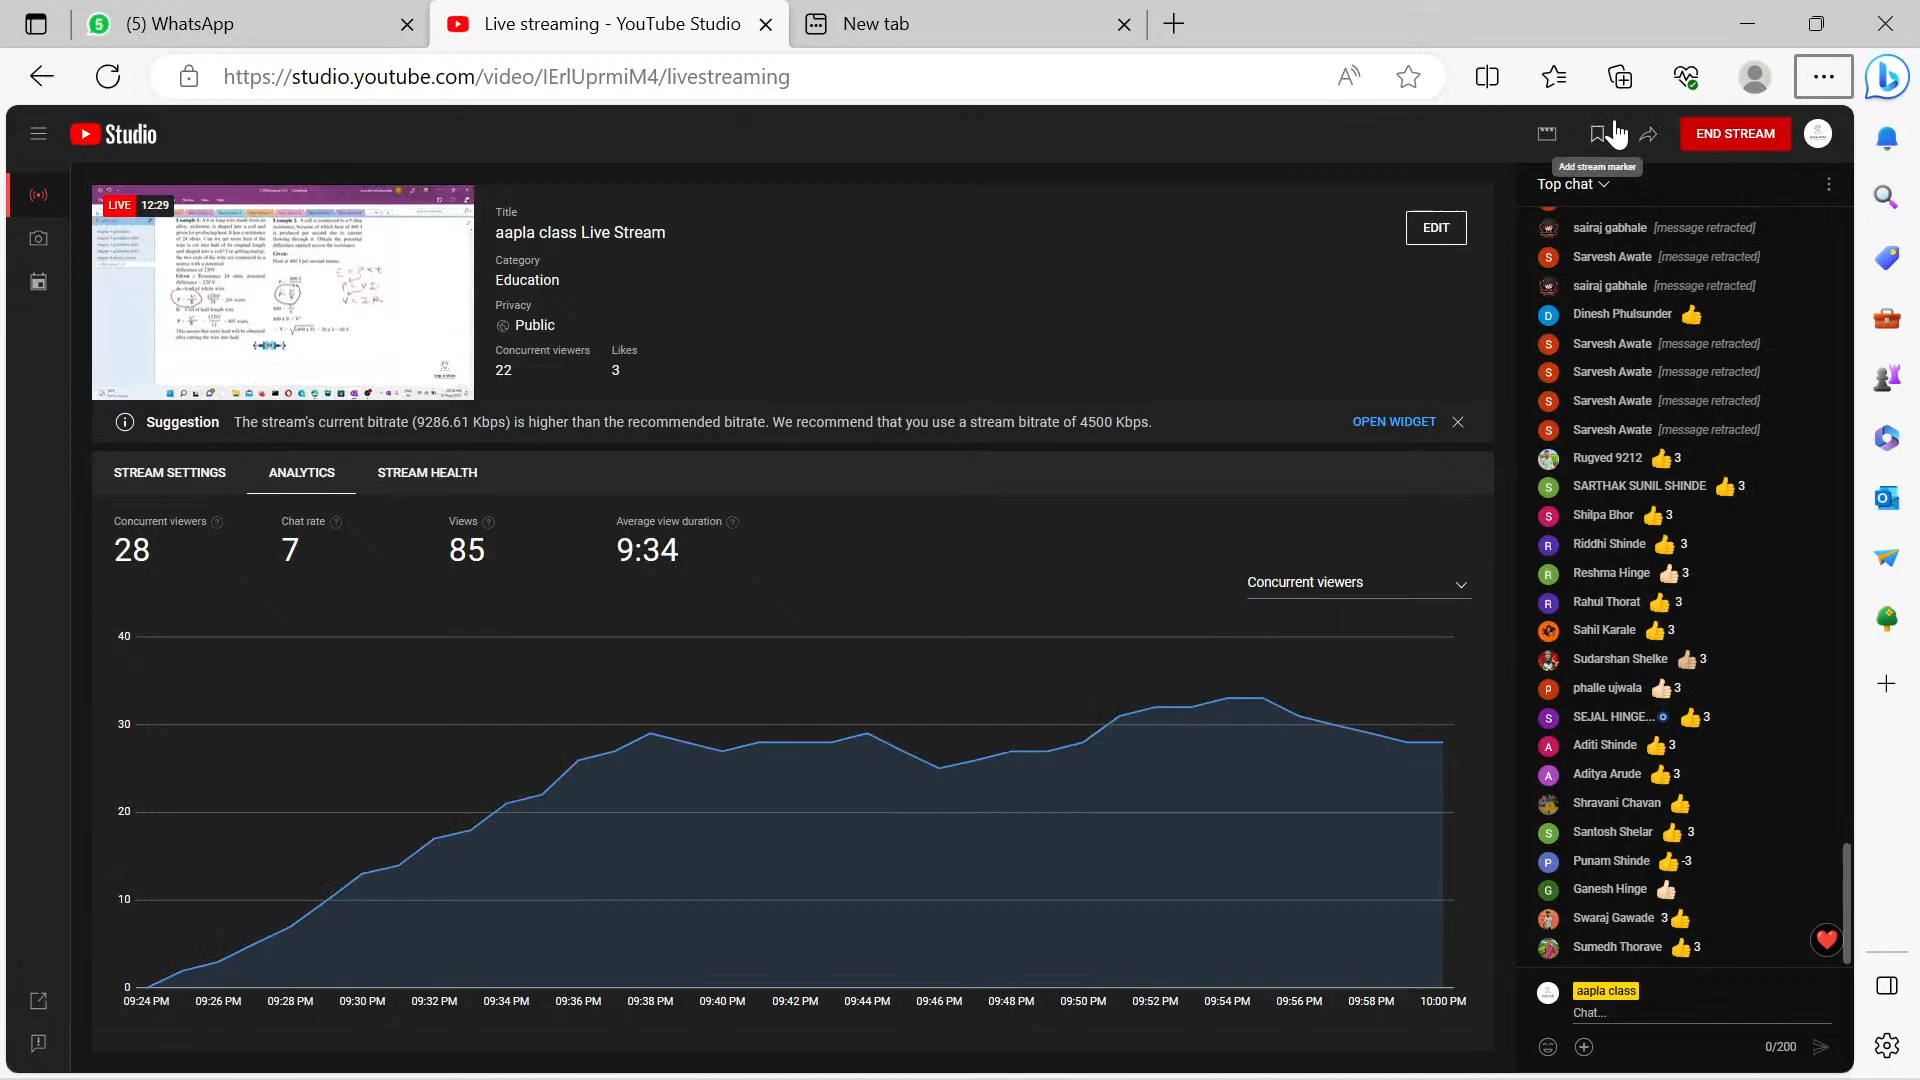 (5) WhatsApp
Live streaming - YouTube Studio
New tab
https://studio.youtube.com/video/IErlUprmiM4/livestreaming
Studio
END STREAM
Add stream marker
LIVE 12:29
Title
aapla class Live Stream
EDIT
Category
Education
Privacy
Public
Concurrent viewers Likes
22 3
Suggestion The stream's current bitrate (9286.61 Kbps) is higher than the recommended bitrate. We recommend that you use a stream bitrate of 4500 Kbps.
OPEN WIDGET
STREAM SETTINGS ANALYTICS STREAM HEALTH
Concurrent viewers Chat rate Views Average view duration
28 7 85 9:34
Concurrent viewers
40
30
20
10
0
09:24 PM 09:26 PM 09:28 PM 09:30 PM 09:32 PM 09:34 PM 09:36 PM 09:38 PM 09:40 PM 09:42 PM 09:44 PM 09:46 PM 09:48 PM 09:50 PM 09:52 PM 09:54 PM 09:56 PM 09:58 PM 10:00 PM
Top chat
sairaj gabhale [message retracted]
Sarvesh Awate [message retracted]
sairaj gabhale [message retracted]
Dinesh Phulsunder 👍
Sarvesh Awate [message retracted]
Sarvesh Awate [message retracted]
Sarvesh Awate [message retracted]
Sarvesh Awate [message retracted]
Rugved 9212 👍 3
SARTHAK SUNIL SHINDE 👍 3
Shilpa Bhor 👍 3
Riddhi Shinde 👍 3
Reshma Hinge 👍🏻 3
Rahul Thorat 👍 3
Sahil Karale 👍 3
Sudarshan Shelke 👍🏼 3
phalle ujwala 👍🏻 3
SEJAL HINGE...🧿 👍 3
Aditi Shinde 👍 3
Aditya Arude 👍 3
Shravani Chavan 👍
Santosh Shelar 👍 3
Punam Shinde 👍-3
Ganesh Hinge 👍🏻
Swaraj Gawade 3👍
Sumedh Thorave 👍 3
aapla class
Chat...
0/200